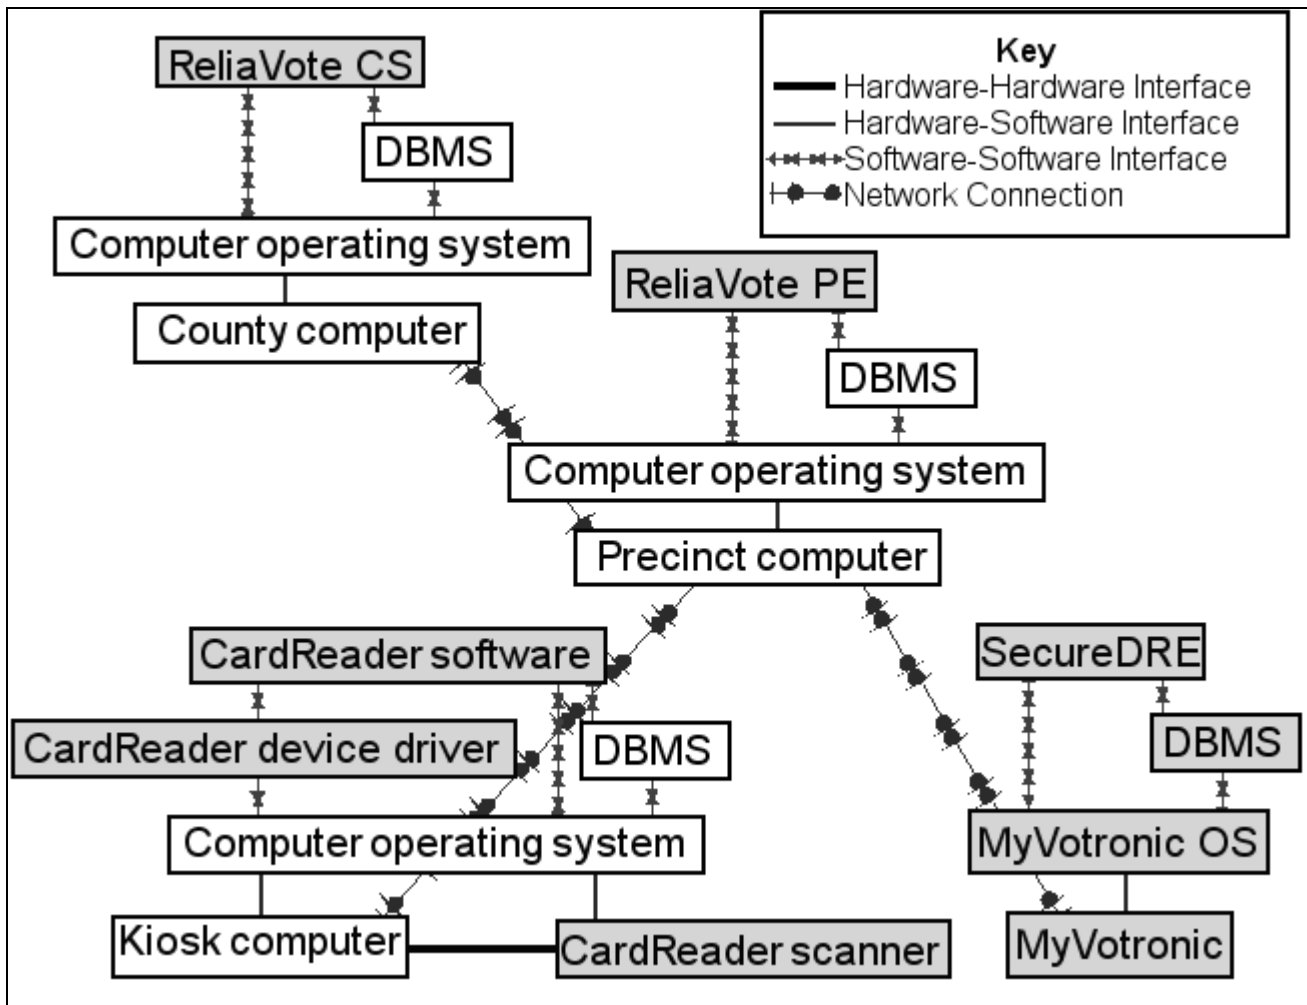 ReliaVote CS
DBMS
Computer operating system
County computer
Key
Hardware-Hardware Interface
Hardware-Software Interface
Software-Software Interface
Network Connection
ReliaVote PE
DBMS
Computer operating system
Precinct computer
CardReader software
CardReader device driver
DBMS
Computer operating system
Kiosk computer
CardReader scanner
SecureDRE
DBMS
MyVotronic OS
MyVotronic